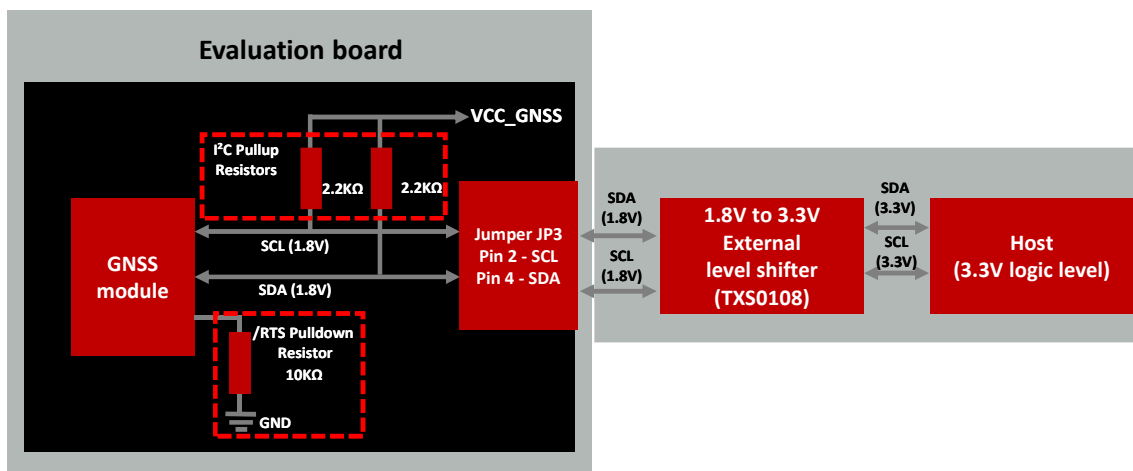 Evaluation board
VCC_GNSS
I²C Pullup
Resistors
2.2KΩ
2.2KΩ
GNSS
module
SCL (1.8V)
SDA (1.8V)
Jumper JP3
Pin 2 - SCL
Pin 4 - SDA
/RTS Pulldown
Resistor
10KΩ
GND
SDA
(1.8V)
SCL
(1.8V)
1.8V to 3.3V
External
level shifter
(TXS0108)
SDA
(3.3V)
SCL
(3.3V)
Host
(3.3V logic level)